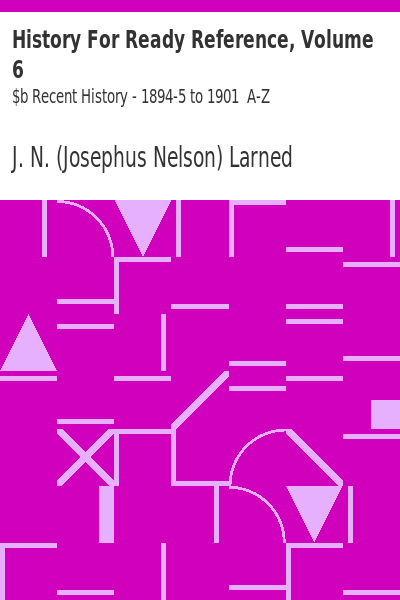 History For Ready Reference, Volume
6
$b Recent History - 1894-5 to 1901  A-Z
J. N. (Josephus Nelson) Larned